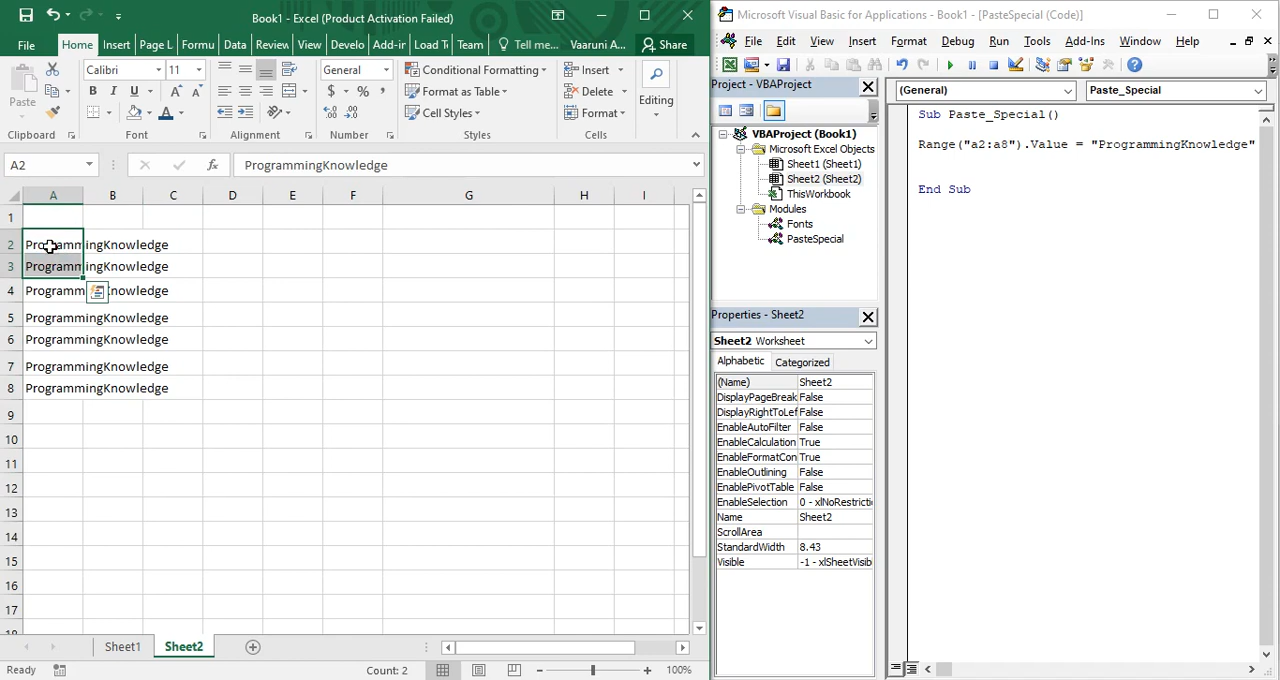 Book1 - Excel (Product Activation Failed)
File Home Insert Page L Formu Data Review View Develo Add-ir Load T Team Tell me... Vaaruni A... Share
Paste
Calibri 11
B I U
A A
General
$ % ,
Conditional Formatting
Format as Table
Cell Styles
Insert
Delete
Format
Editing
Clipboard Font Alignment Number Styles Cells
A2 fx ProgrammingKnowledge
A B C D E F G H I
1
2 ProgrammingKnowledge
3 ProgrammingKnowledge
4 Programm Knowledge
5 ProgrammingKnowledge
6 ProgrammingKnowledge
7 ProgrammingKnowledge
8 ProgrammingKnowledge
9
10
11
12
13
14
15
16
17
18
Sheet1 Sheet2
Ready Count: 2 100%
Microsoft Visual Basic for Applications - Book1 - [PasteSpecial (Code)]
File Edit View Insert Format Debug Run Tools Add-Ins Window Help
Project - VBAProject
VBAProject (Book1)
Microsoft Excel Objects
Sheet1 (Sheet1)
Sheet2 (Sheet2)
ThisWorkbook
Modules
Fonts
PasteSpecial
Properties - Sheet2
Sheet2 Worksheet
Alphabetic Categorized
(Name) Sheet2
DisplayPageBreak False
DisplayRightToLef False
EnableAutoFilter False
EnableCalculation True
EnableFormatCon True
EnableOutlining False
EnablePivotTable False
EnableSelection 0 - xlNoRestrictio
Name Sheet2
ScrollArea
StandardWidth 8.43
Visible -1 - xlSheetVisib
(General) Paste_Special
Sub Paste_Special()
Range("a2:a8").Value = "ProgrammingKnowledge"
End Sub